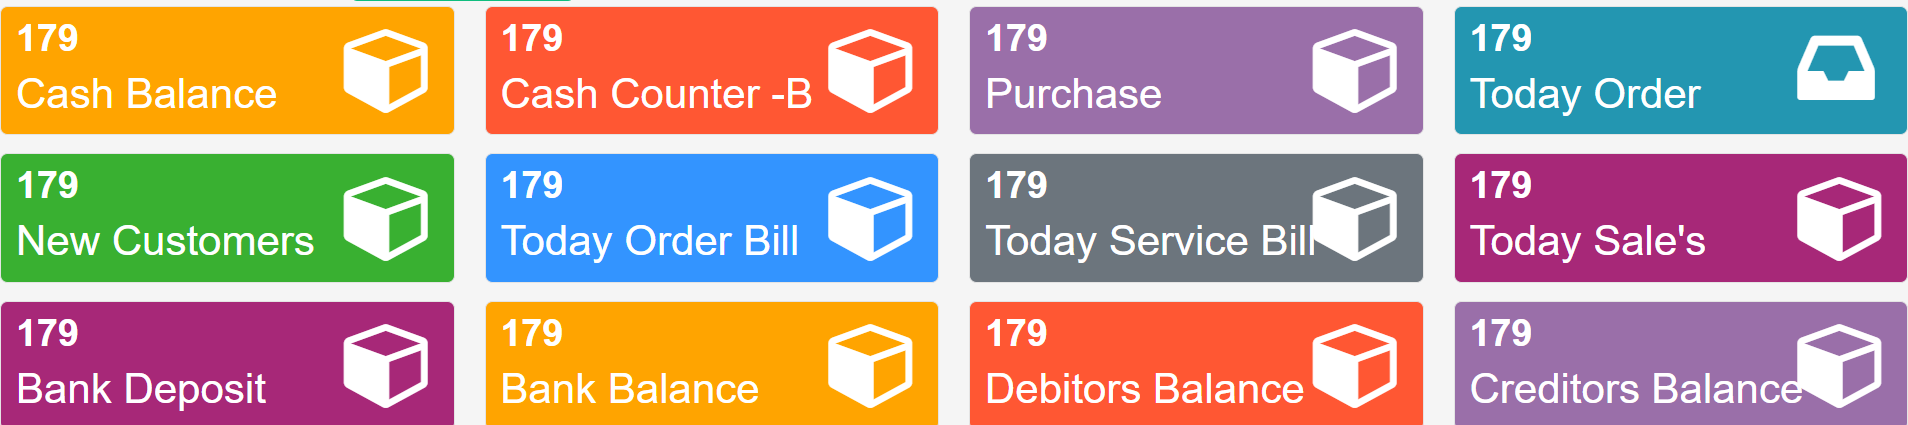 179
Cash Balance
179
Cash Counter -B
179
Purchase
179
Today Order
179
New Customers
179
Today Order Bill
179
Today Service Bill
179
Today Sale's
179
Bank Deposit
179
Bank Balance
179
Debitors Balance
179
Creditors Balance